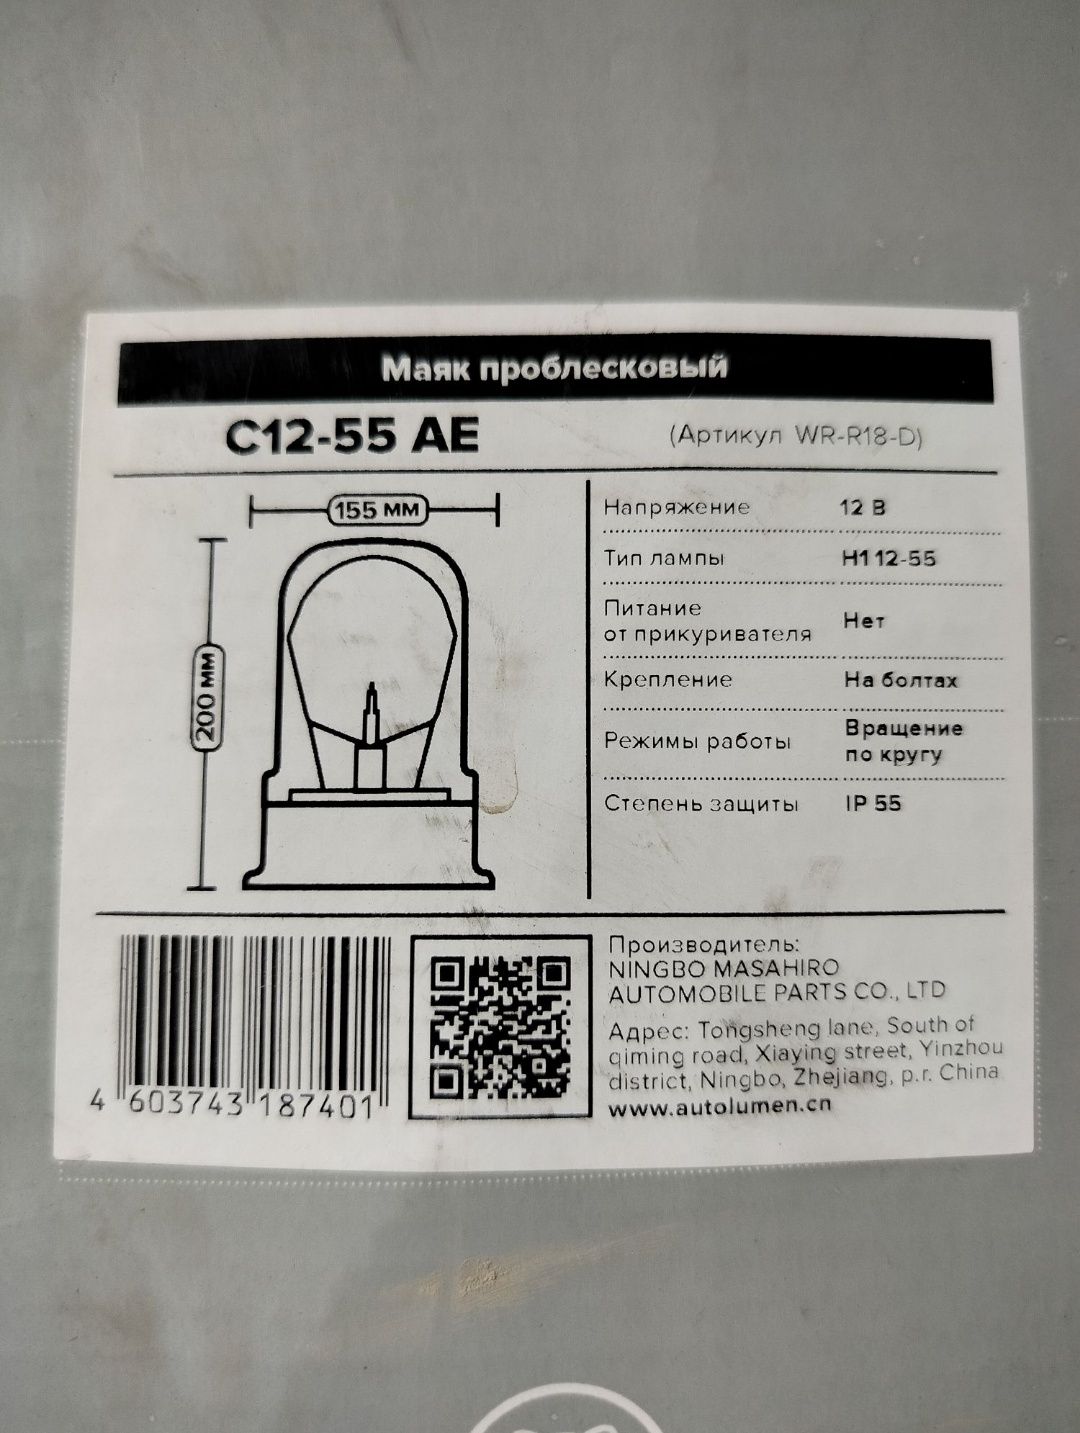 Маяк проблесковый
C12-55 AE
(Артикул WR-R18-D)
155 мм
200 мм
Напряжение 12 В
Тип лампы H1 12-55
Питание
от прикуривателя Нет
Крепление На болтах
Режимы работы Вращение
по кругу
Степень защиты IP 55
4 603743 187401
Производитель:
NINGBO MASAHIRO
AUTOMOBILE PARTS CO., LTD
Адрес: Tongsheng lane, South of
qiming road, Xiaying street, Yinzhou
district, Ningbo, Zhejiang, p.r. China
www.autolumen.cn